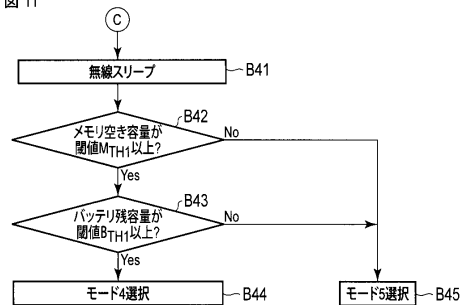 図 11
C
無線スリープ
B41
B42
メモリ空き容量が
閾値MTH1以上?
No
Yes
B43
バッテリ残容量が
閾値BTH1以上?
No
Yes
モード4選択
B44
モード5選択
B45